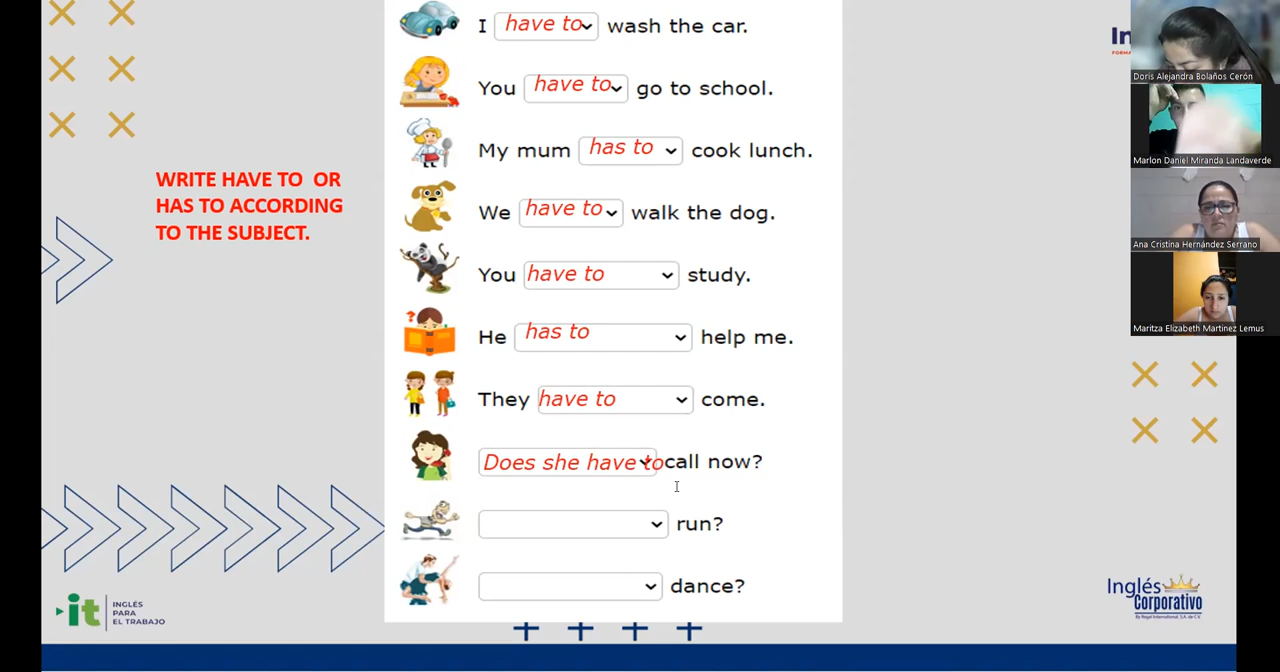 I have to wash the car.
You have to go to school.
My mum has to cook lunch.
We have to walk the dog.
You have to study.
He has to help me.
They have to come.
Does she have to call now?
run?
dance?
WRITE HAVE TO OR
HAS TO ACCORDING
TO THE SUBJECT.
it INGLÉS
PARA
EL TRABAJO
Inglés
Corporativo
By Regal International, S.A. de C.V.
Doris Alejandra Bolaños Cerón
Marlon Daniel Miranda Landaverde
Ana Cristina Hernández Serrano
Maritza Elizabeth Martinez Lemus